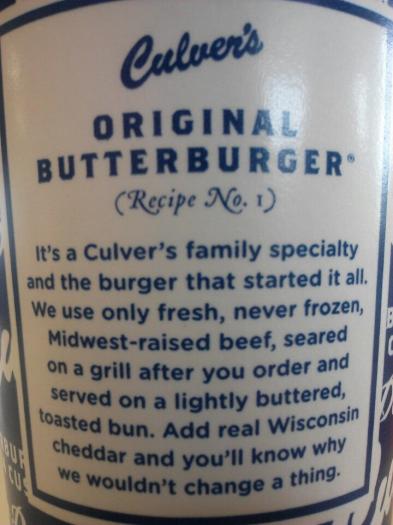 Culver's
ORIGINAL
BUTTERBURGER®
(Recipe No. 1)
It's a Culver's family specialty
and the burger that started it all.
We use only fresh, never frozen,
Midwest-raised beef, seared
on a grill after you order and
served on a lightly buttered,
toasted bun. Add real Wisconsin
cheddar and you'll know why
we wouldn't change a thing.